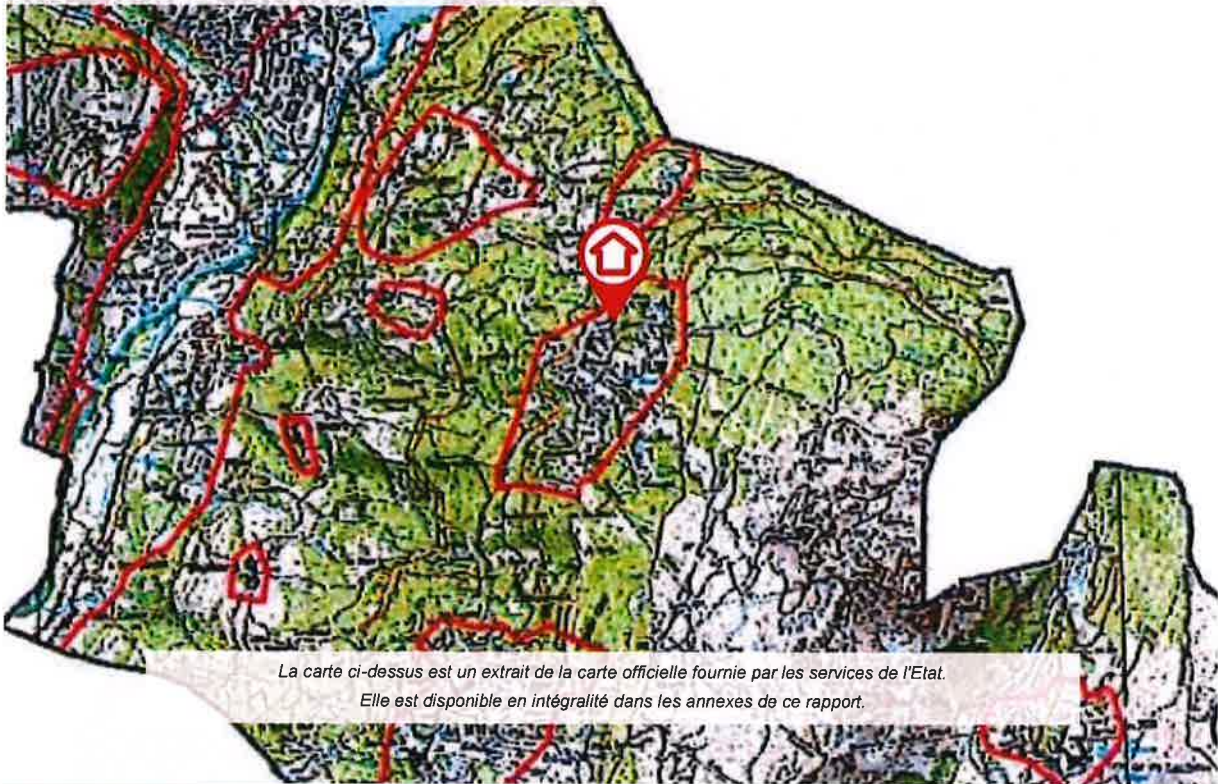 La carte ci-dessus est un extrait de la carte officielle fournie par les services de l'Etat.
Elle est disponible en intégralité dans les annexes de ce rapport.